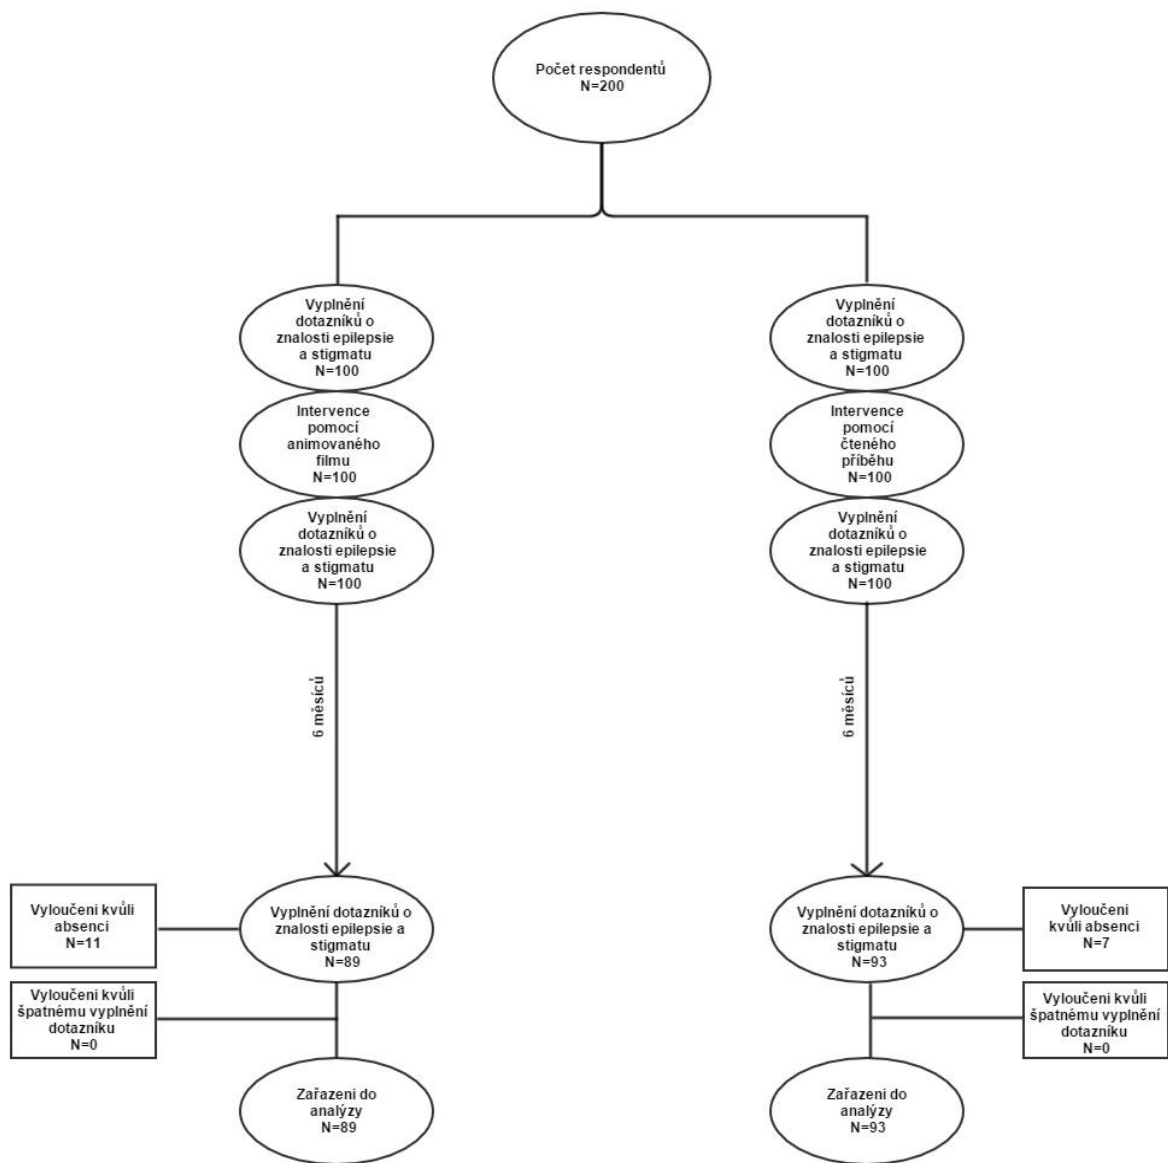 Počet respondentů
N=200
Vyplnění
dotazníků o
znalosti epilepsie
a stigmatu
N=100
Intervence
pomocí
animovaného
filmu
N=100
Vyplnění
dotazníků o
znalosti epilepsie
a stigmatu
N=100
6 měsíců
Vyplnění dotazníků o
znalosti epilepsie a
stigmatu
N=89
Vyloučeni kvůli
absenci
N=11
Vyloučeni kvůli
špatnému vyplnění
dotazníku
N=0
Zařazeni do
analýzy
N=89
Vyplnění
dotazníků o
znalosti epilepsie
a stigmatu
N=100
Intervence
pomocí
čteného
příběhu
N=100
Vyplnění
dotazníků o
znalosti epilepsie
a stigmatu
N=100
6 měsíců
Vyplnění dotazníků o
znalosti epilepsie a
stigmatu
N=93
Vyloučeni
kvůli absenci
N=7
Vyloučeni kvůli
špatnému vyplnění
dotazníku
N=0
Zařazeni do
analýzy
N=93